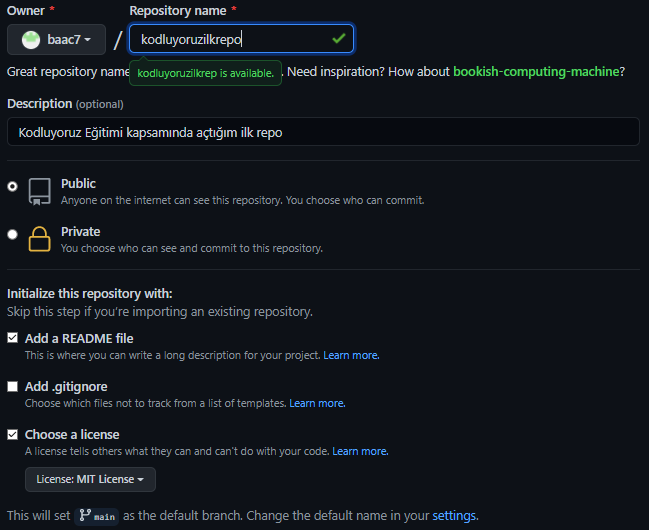 Owner * Repository name *
baac7 / kodluyoruzilkrepo
Great repository name . Need inspiration? How about bookish-computing-machine?
kodluyoruzilkrep is available.
Description (optional)
Kodluyoruz Eğitimi kapsamında açtığım ilk repo
Public
Anyone on the internet can see this repository. You choose who can commit.
Private
You choose who can see and commit to this repository.
Initialize this repository with:
Skip this step if you're importing an existing repository.
Add a README file
This is where you can write a long description for your project. Learn more.
Add .gitignore
Choose which files not to track from a list of templates. Learn more.
Choose a license
A license tells others what they can and can't do with your code. Learn more.
License: MIT License
This will set main as the default branch. Change the default name in your settings.